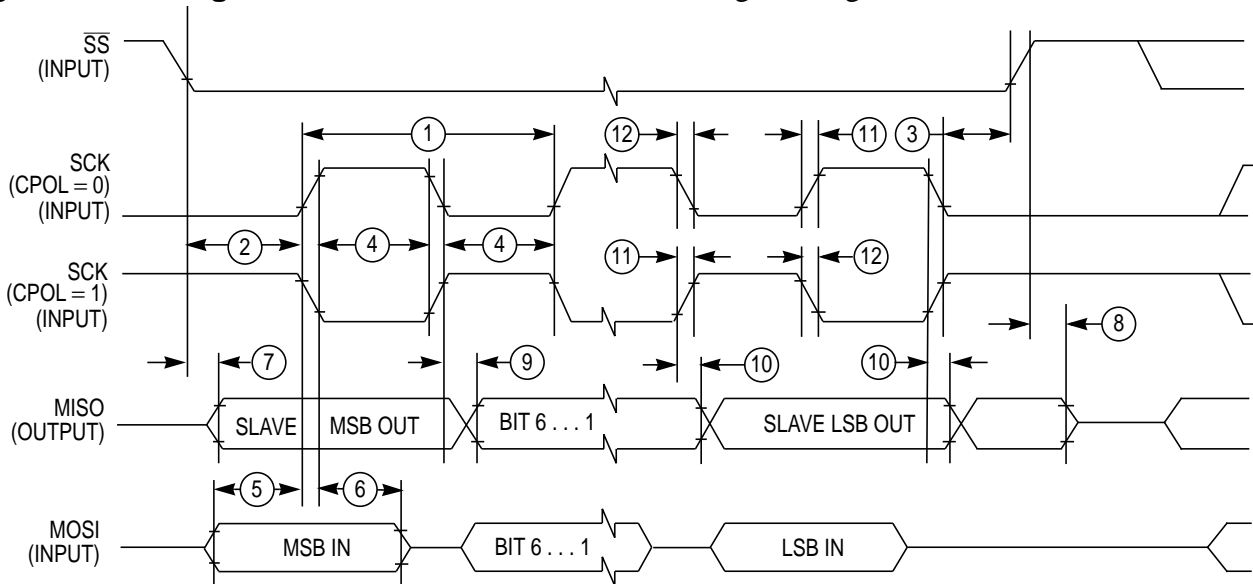 SS
(INPUT)
1
12
11
3
SCK
(CPOL = 0)
(INPUT)
2
4
4
11
12
SCK
(CPOL = 1)
(INPUT)
7
9
10
10
8
MISO
(OUTPUT)
SLAVE
MSB OUT
BIT 6 . . . 1
SLAVE LSB OUT
5
6
MOSI
(INPUT)
MSB IN
BIT 6 . . . 1
LSB IN